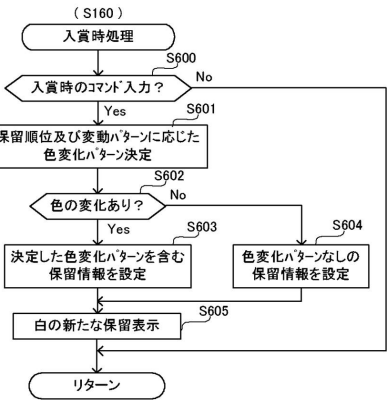 (S160)
入賞時処理
S600
入賞時のｺﾏﾝﾄﾞ入力？
No
Yes
S601
保留順位及び変動ﾊﾟﾀｰﾝに応じた
色変化ﾊﾟﾀｰﾝ決定
S602
色の変化あり？
No
Yes
S603
決定した色変化ﾊﾟﾀｰﾝを含む
保留情報を設定
S604
色変化ﾊﾟﾀｰﾝなしの
保留情報を設定
S605
白の新たな保留表示
リターン